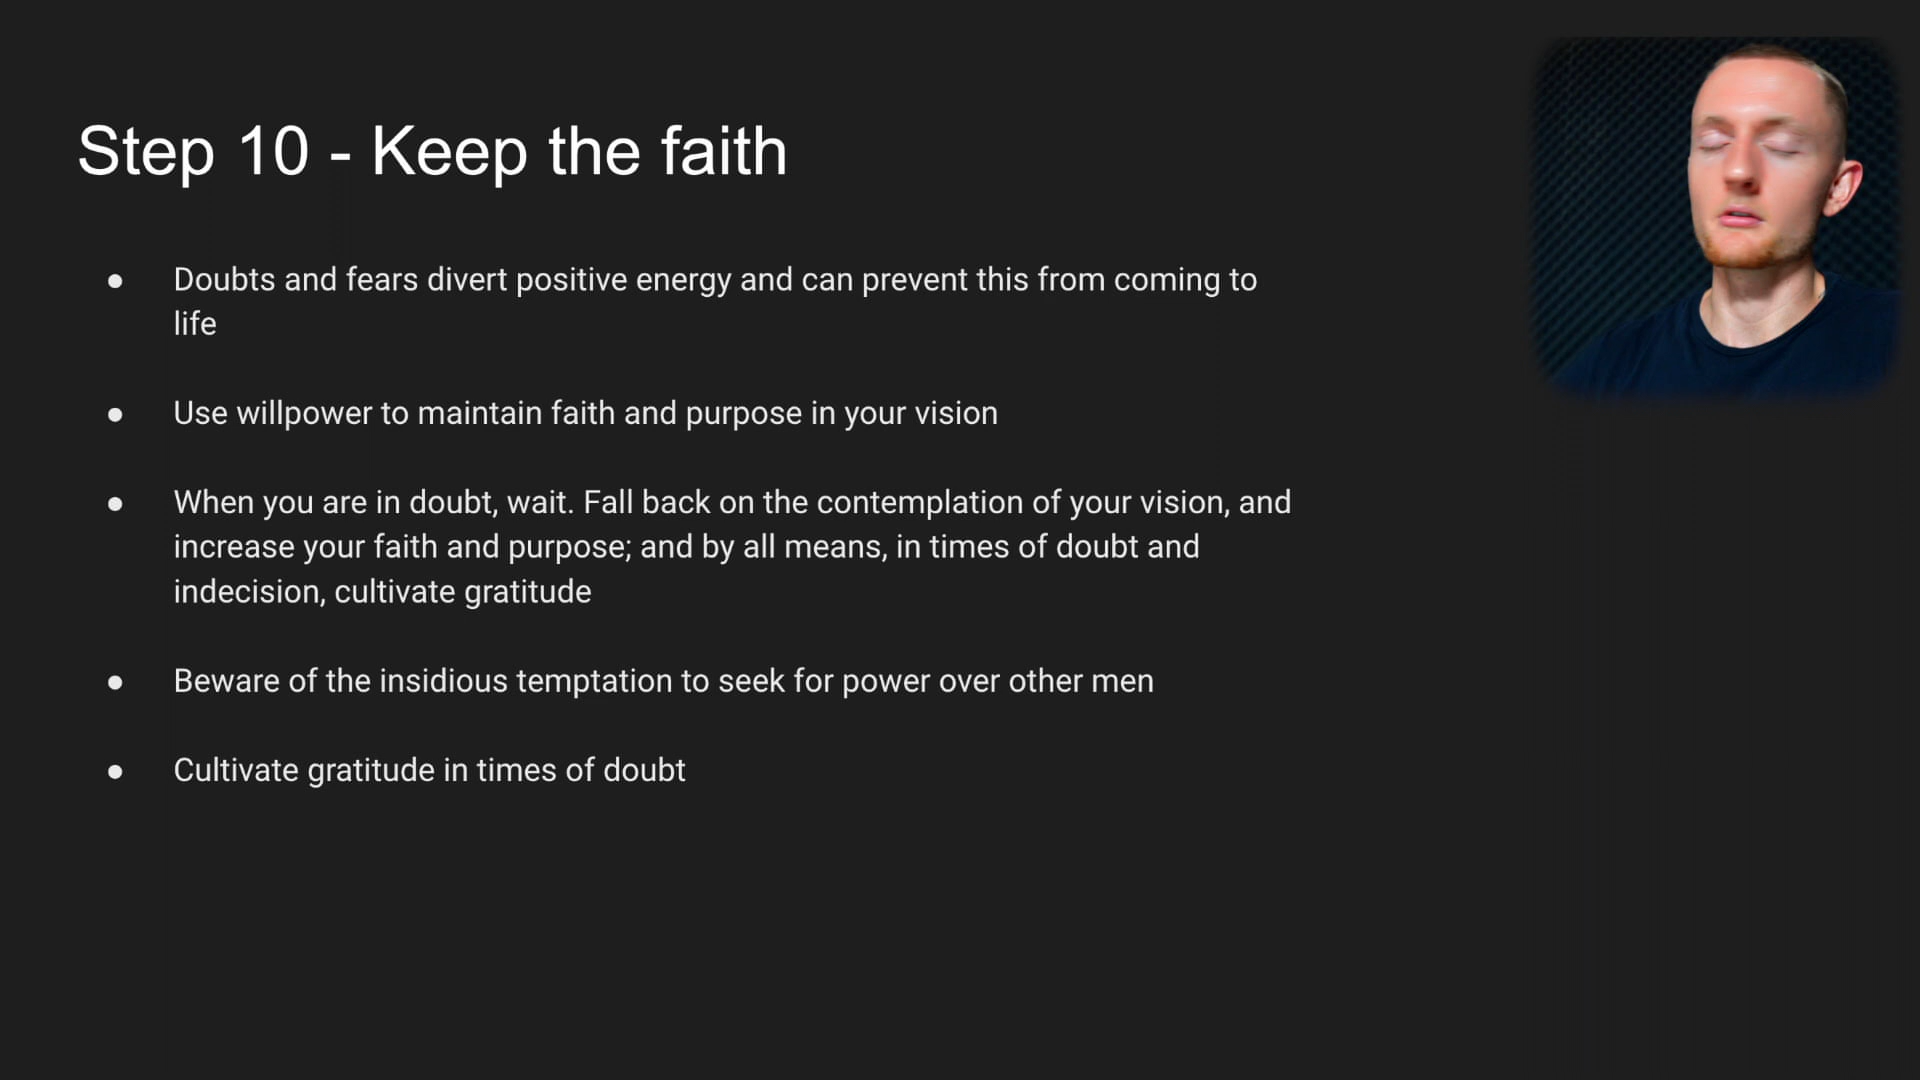 Step 10 - Keep the faith
● Doubts and fears divert positive energy and can prevent this from coming to
life
● Use willpower to maintain faith and purpose in your vision
● When you are in doubt, wait. Fall back on the contemplation of your vision, and
increase your faith and purpose; and by all means, in times of doubt and
indecision, cultivate gratitude
● Beware of the insidious temptation to seek for power over other men
● Cultivate gratitude in times of doubt